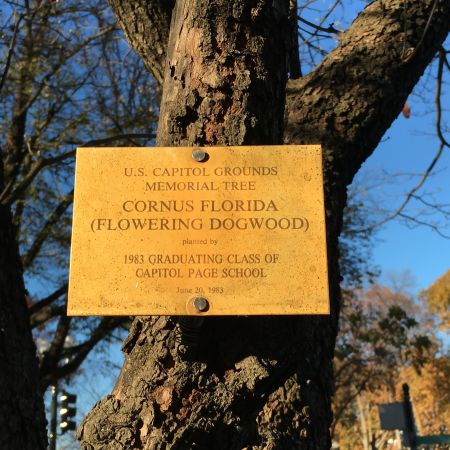 U.S. CAPITOL GROUNDS
MEMORIAL TREE
CORNUS FLORIDA
(FLOWERING DOGWOOD)
planted by
1983 GRADUATING CLASS OF
CAPITOL PAGE SCHOOL
June 20, 1983